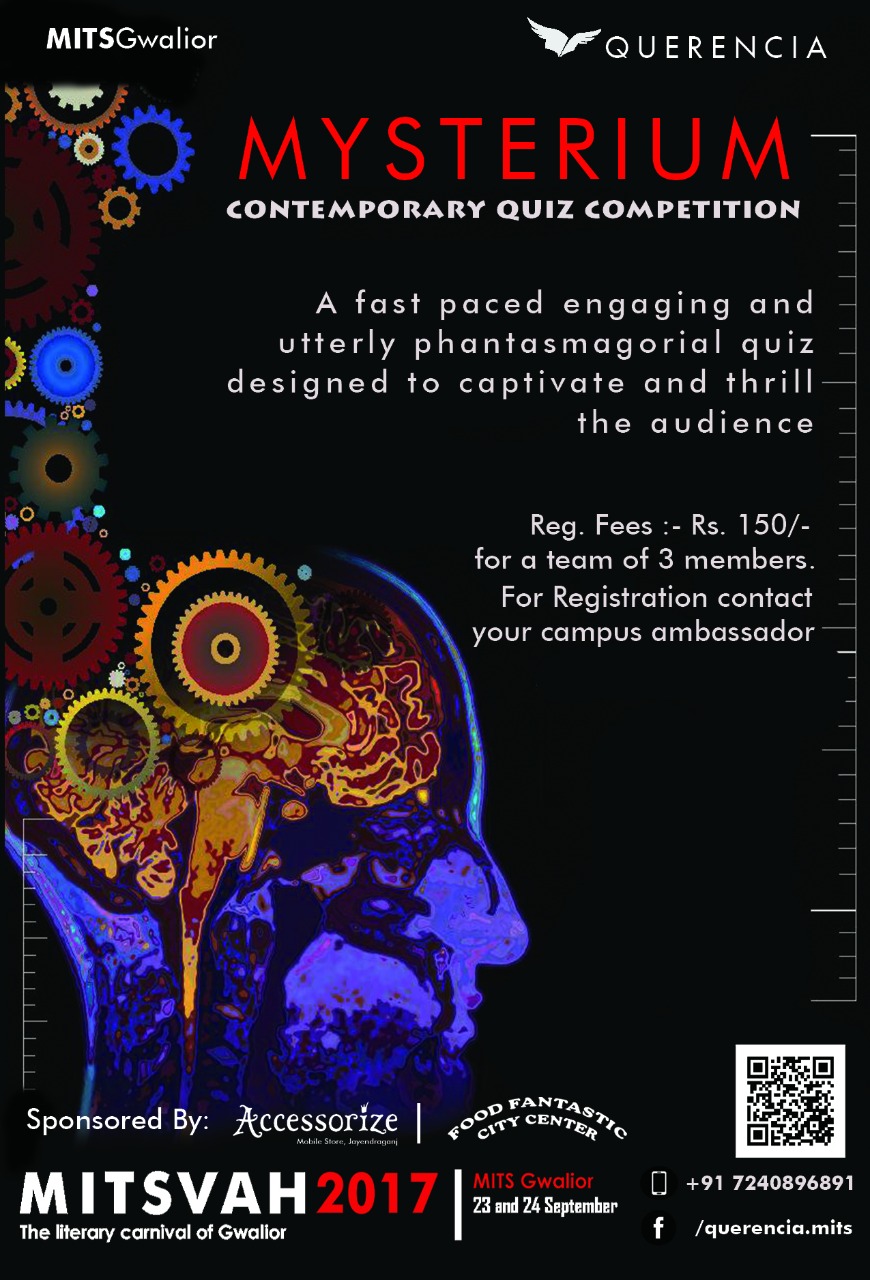 MITSGwalior
QUERENCIA
MYSTERIUM
CONTEMPORARY QUIZ COMPETITION
A fast paced engaging and
utterly phantasmagorial quiz
designed to captivate and thrill
the audience
Reg. Fees :- Rs. 150/-
for a team of 3 members.
For Registration contact
your campus ambassador
Sponsored By:
Accessorize
Mobile Store, Jayendraganj
FOOD FANTASTIC
CITY CENTER
MITSVAH 2017
The literary carnival of Gwalior
MITS Gwalior
23 and 24 September
+91 7240896891
/querencia.mits